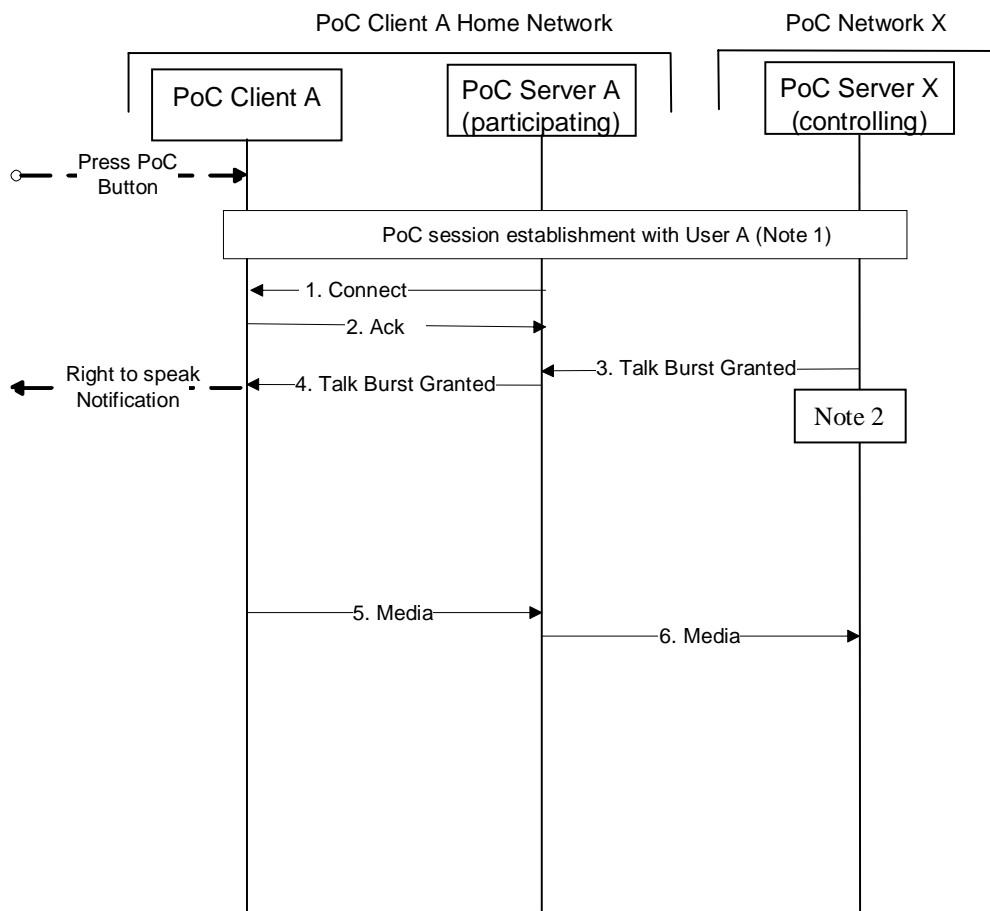 PoC Client A Home Network
PoC Network X
PoC Client A
PoC Server A
(participating)
PoC Server X
(controlling)
Press PoC
Button
PoC session establishment with User A (Note 1)
1. Connect
2. Ack
3. Talk Burst Granted
4. Talk Burst Granted
Right to speak
Notification
Note 2
5. Media
6. Media